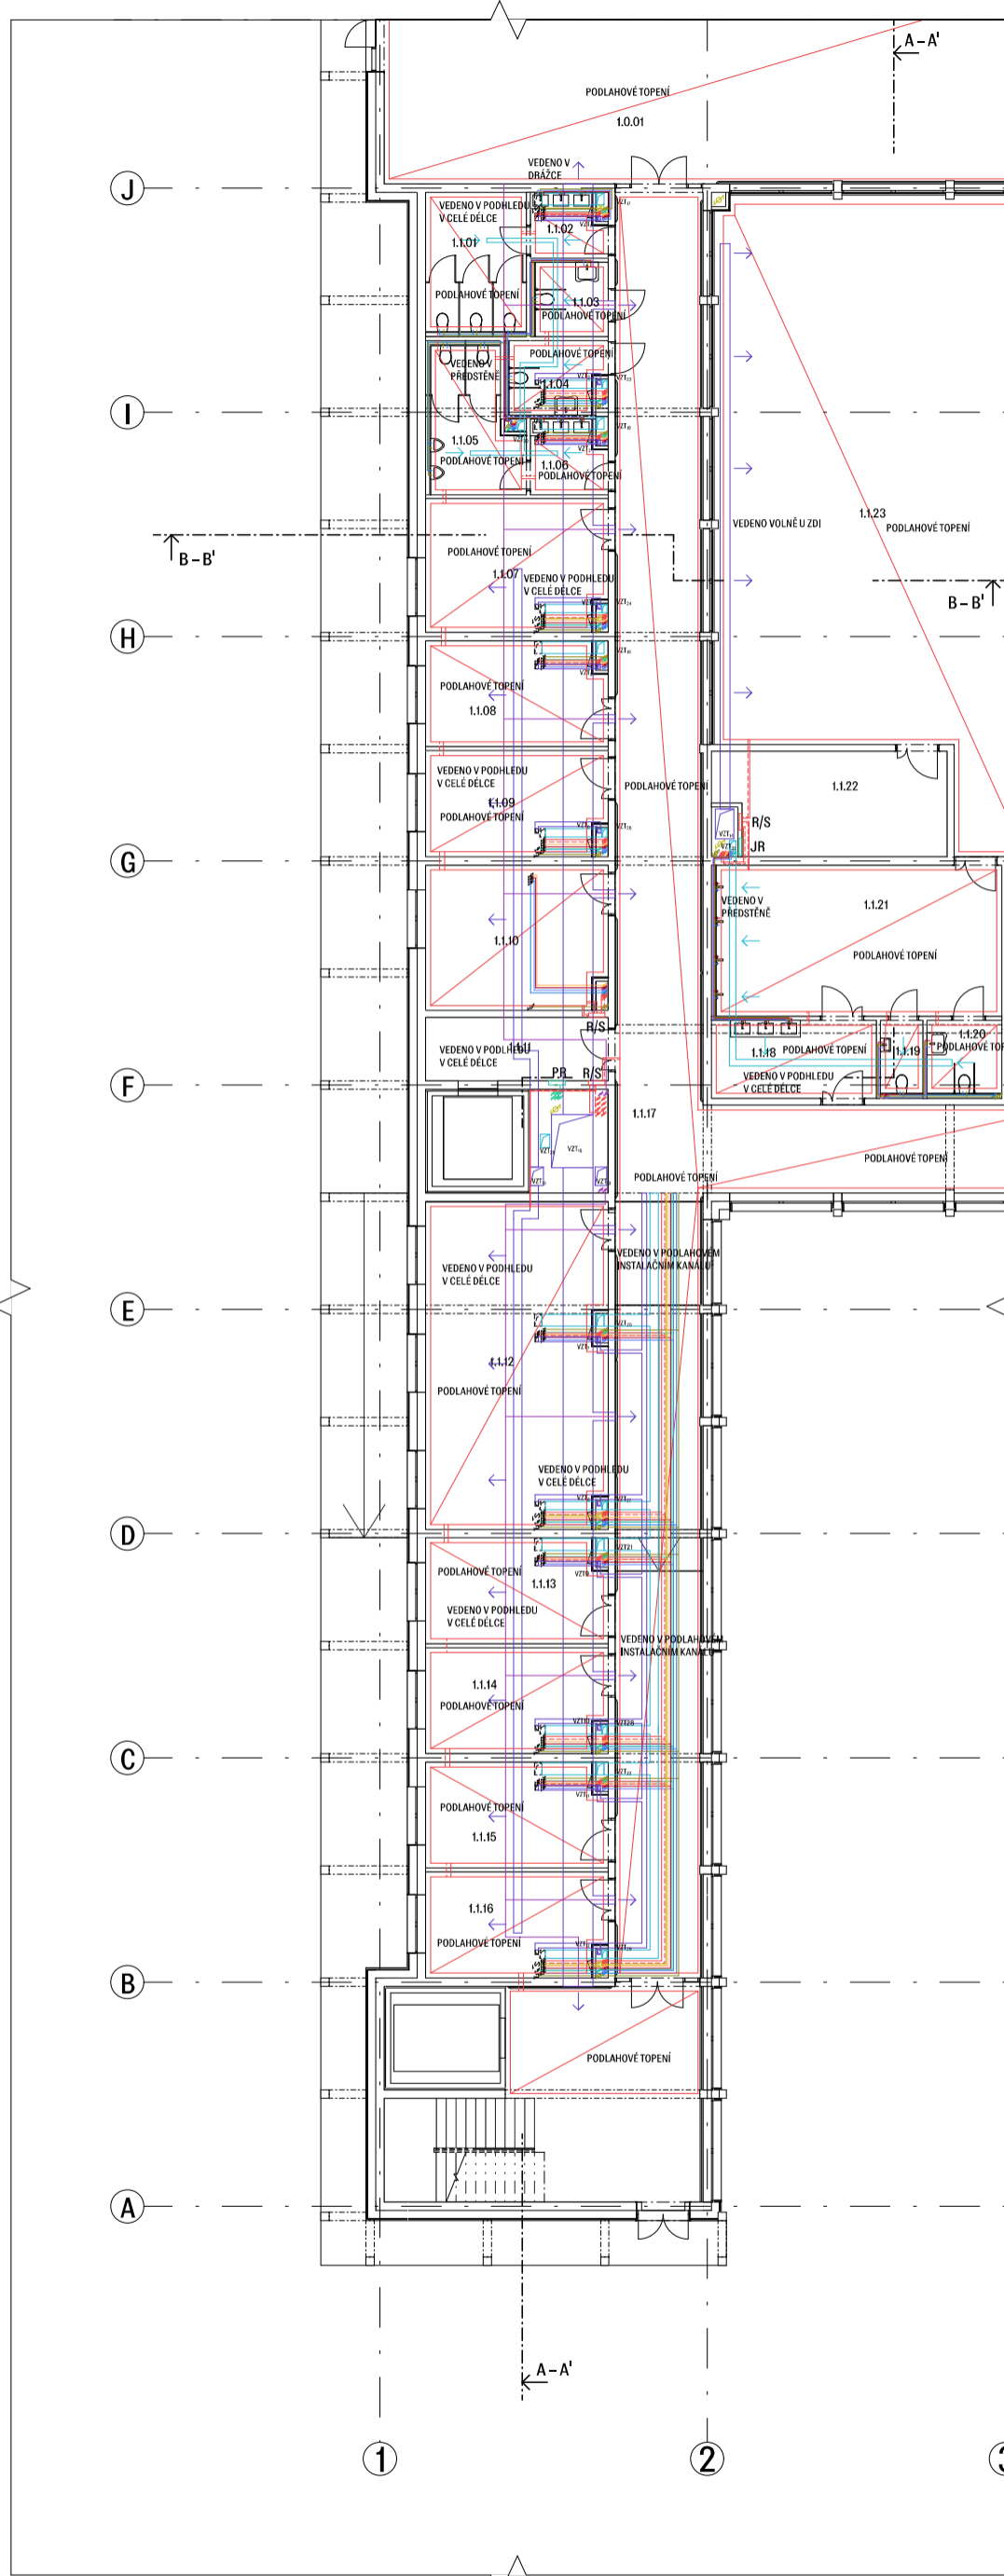 A – A'
PODLAHOVÉ TOPENÍ
1.0.01
VEDENO V
DRÁŽCE
J
VEDENO V PODHLEDU
V CELÉ DÉLCE
1.1.01
1.1.02
PODLAHOVÉ TOPENÍ
1.1.03
PODLAHOVÉ TOPENÍ
PODLAHOVÉ TOPENÍ
VEDENO V
PŘEDSTĚNĚ
1.1.04
I
1.1.05
PODLAHOVÉ TOPENÍ
1.1.06
PODLAHOVÉ TOPENÍ
1.1.23
VEDENO VOLNĚ U ZDI
PODLAHOVÉ TOPENÍ
B – B'
PODLAHOVÉ TOPENÍ
1.1.07
VEDENO V PODHLEDU
V CELÉ DÉLCE
B – B'
H
PODLAHOVÉ TOPENÍ
1.1.08
VEDENO V PODHLEDU
V CELÉ DÉLCE
1.1.09
PODLAHOVÉ TOPENÍ
PODLAHOVÉ TOPENÍ
1.1.22
R/S
JR
G
VEDENO V
PŘEDSTĚNĚ
1.1.21
1.1.10
PODLAHOVÉ TOPENÍ
R/S
1.1.11
VEDENO V PODHLEDU
V CELÉ DÉLCE
1.1.18
PODLAHOVÉ TOPENÍ
1.1.19
1.1.20
VEDENO V PODHLEDU
V CELÉ DÉLCE
F
PR
R/S
1.1.17
PODLAHOVÉ TOPENÍ
PODLAHOVÉ TOPENÍ
VEDENO V PODLAHOVÉM
INSTALAČNÍM KANÁLU
VEDENO V PODHLEDU
V CELÉ DÉLCE
E
1.1.12
PODLAHOVÉ TOPENÍ
VEDENO V PODHLEDU
V CELÉ DÉLCE
D
VZT21
PODLAHOVÉ TOPENÍ
1.1.13
VEDENO V PODHLEDU
V CELÉ DÉLCE
VEDENO V PODLAHOVÉM
INSTALAČNÍM KANÁLU
1.1.14
PODLAHOVÉ TOPENÍ
C
PODLAHOVÉ TOPENÍ
1.1.15
1.1.16
PODLAHOVÉ TOPENÍ
B
PODLAHOVÉ TOPENÍ
A
A – A'
1
2